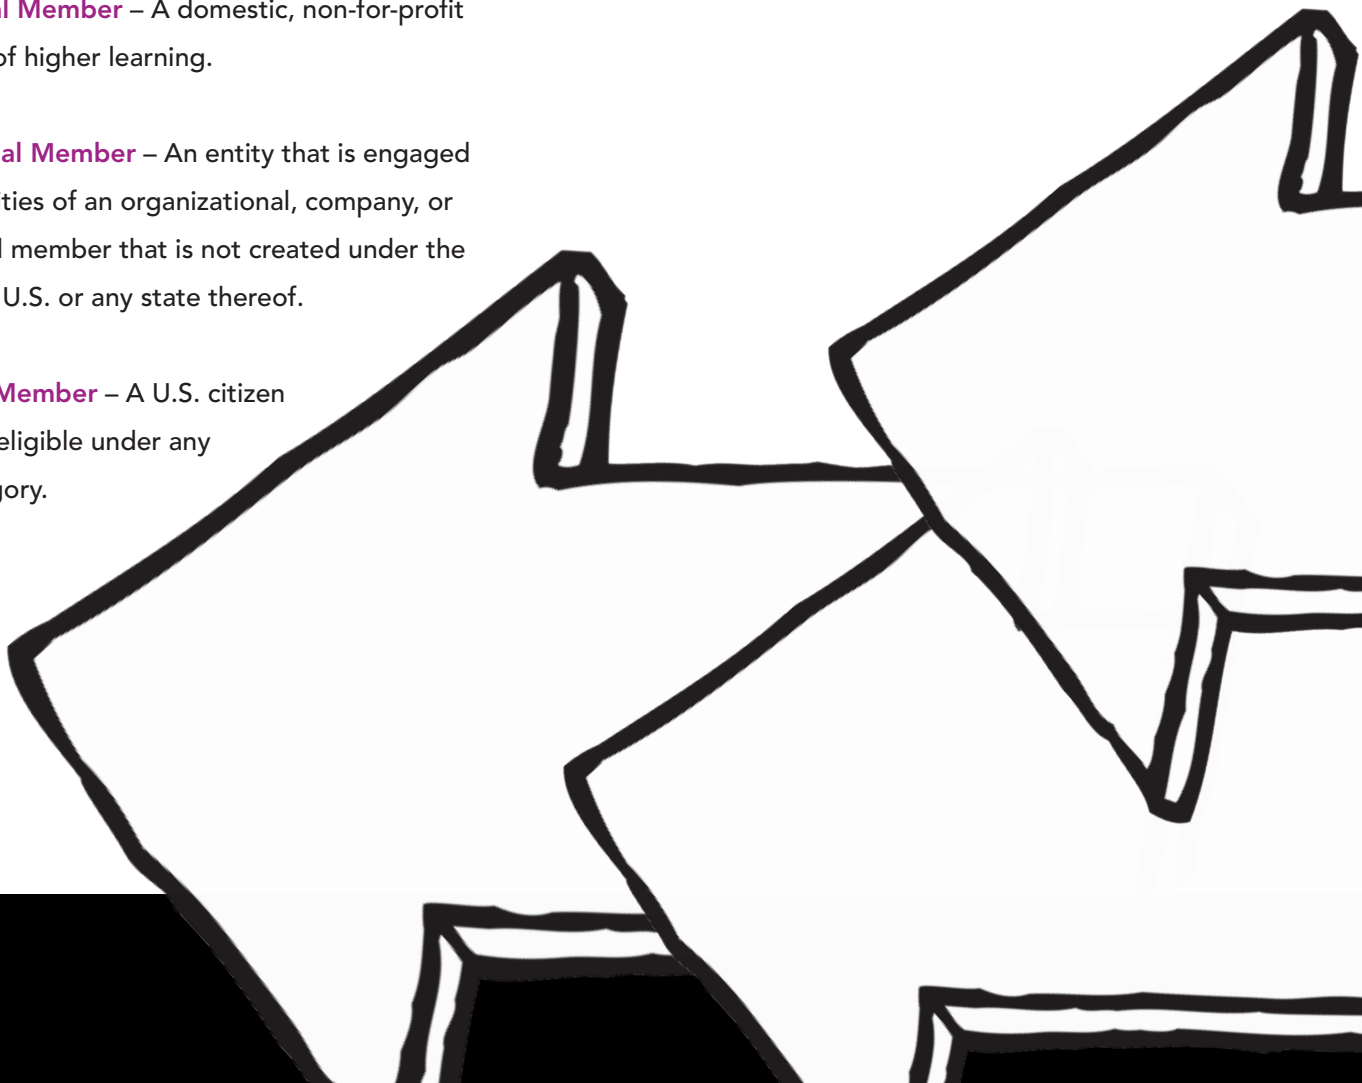 al Member – A domestic, non-for-profit
of higher learning.
al Member – An entity that is engaged
ties of an organizational, company, or
member that is not created under the
U.S. or any state thereof.
Member – A U.S. citizen
eligible under any
gory.